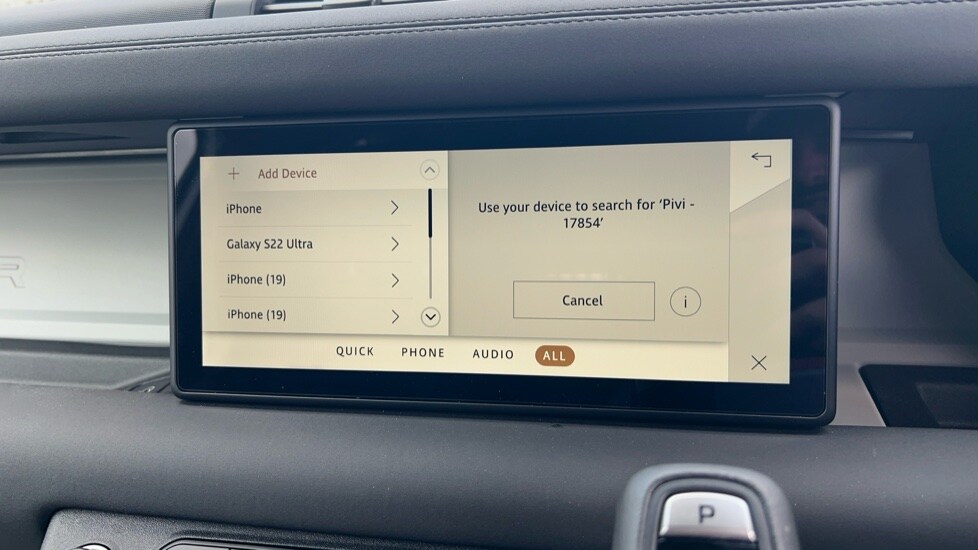 + Add Device
iPhone
Galaxy S22 Ultra
iPhone (19)
iPhone (19)
Use your device to search for ‘Pivi -
17854’
Cancel
i
QUICK PHONE AUDIO ALL
R
P